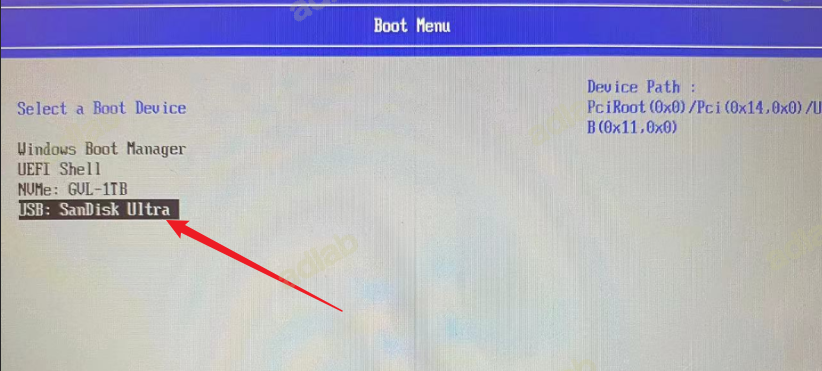 Boot Menu
Select a Boot Device
Windows Boot Manager
UEFI Shell
NVMe: GVL-1TB
USB: SanDisk Ultra
Device Path :
PciRoot(0x0)/Pci(0x14,0x0)/U
B(0x11,0x0)
adlab